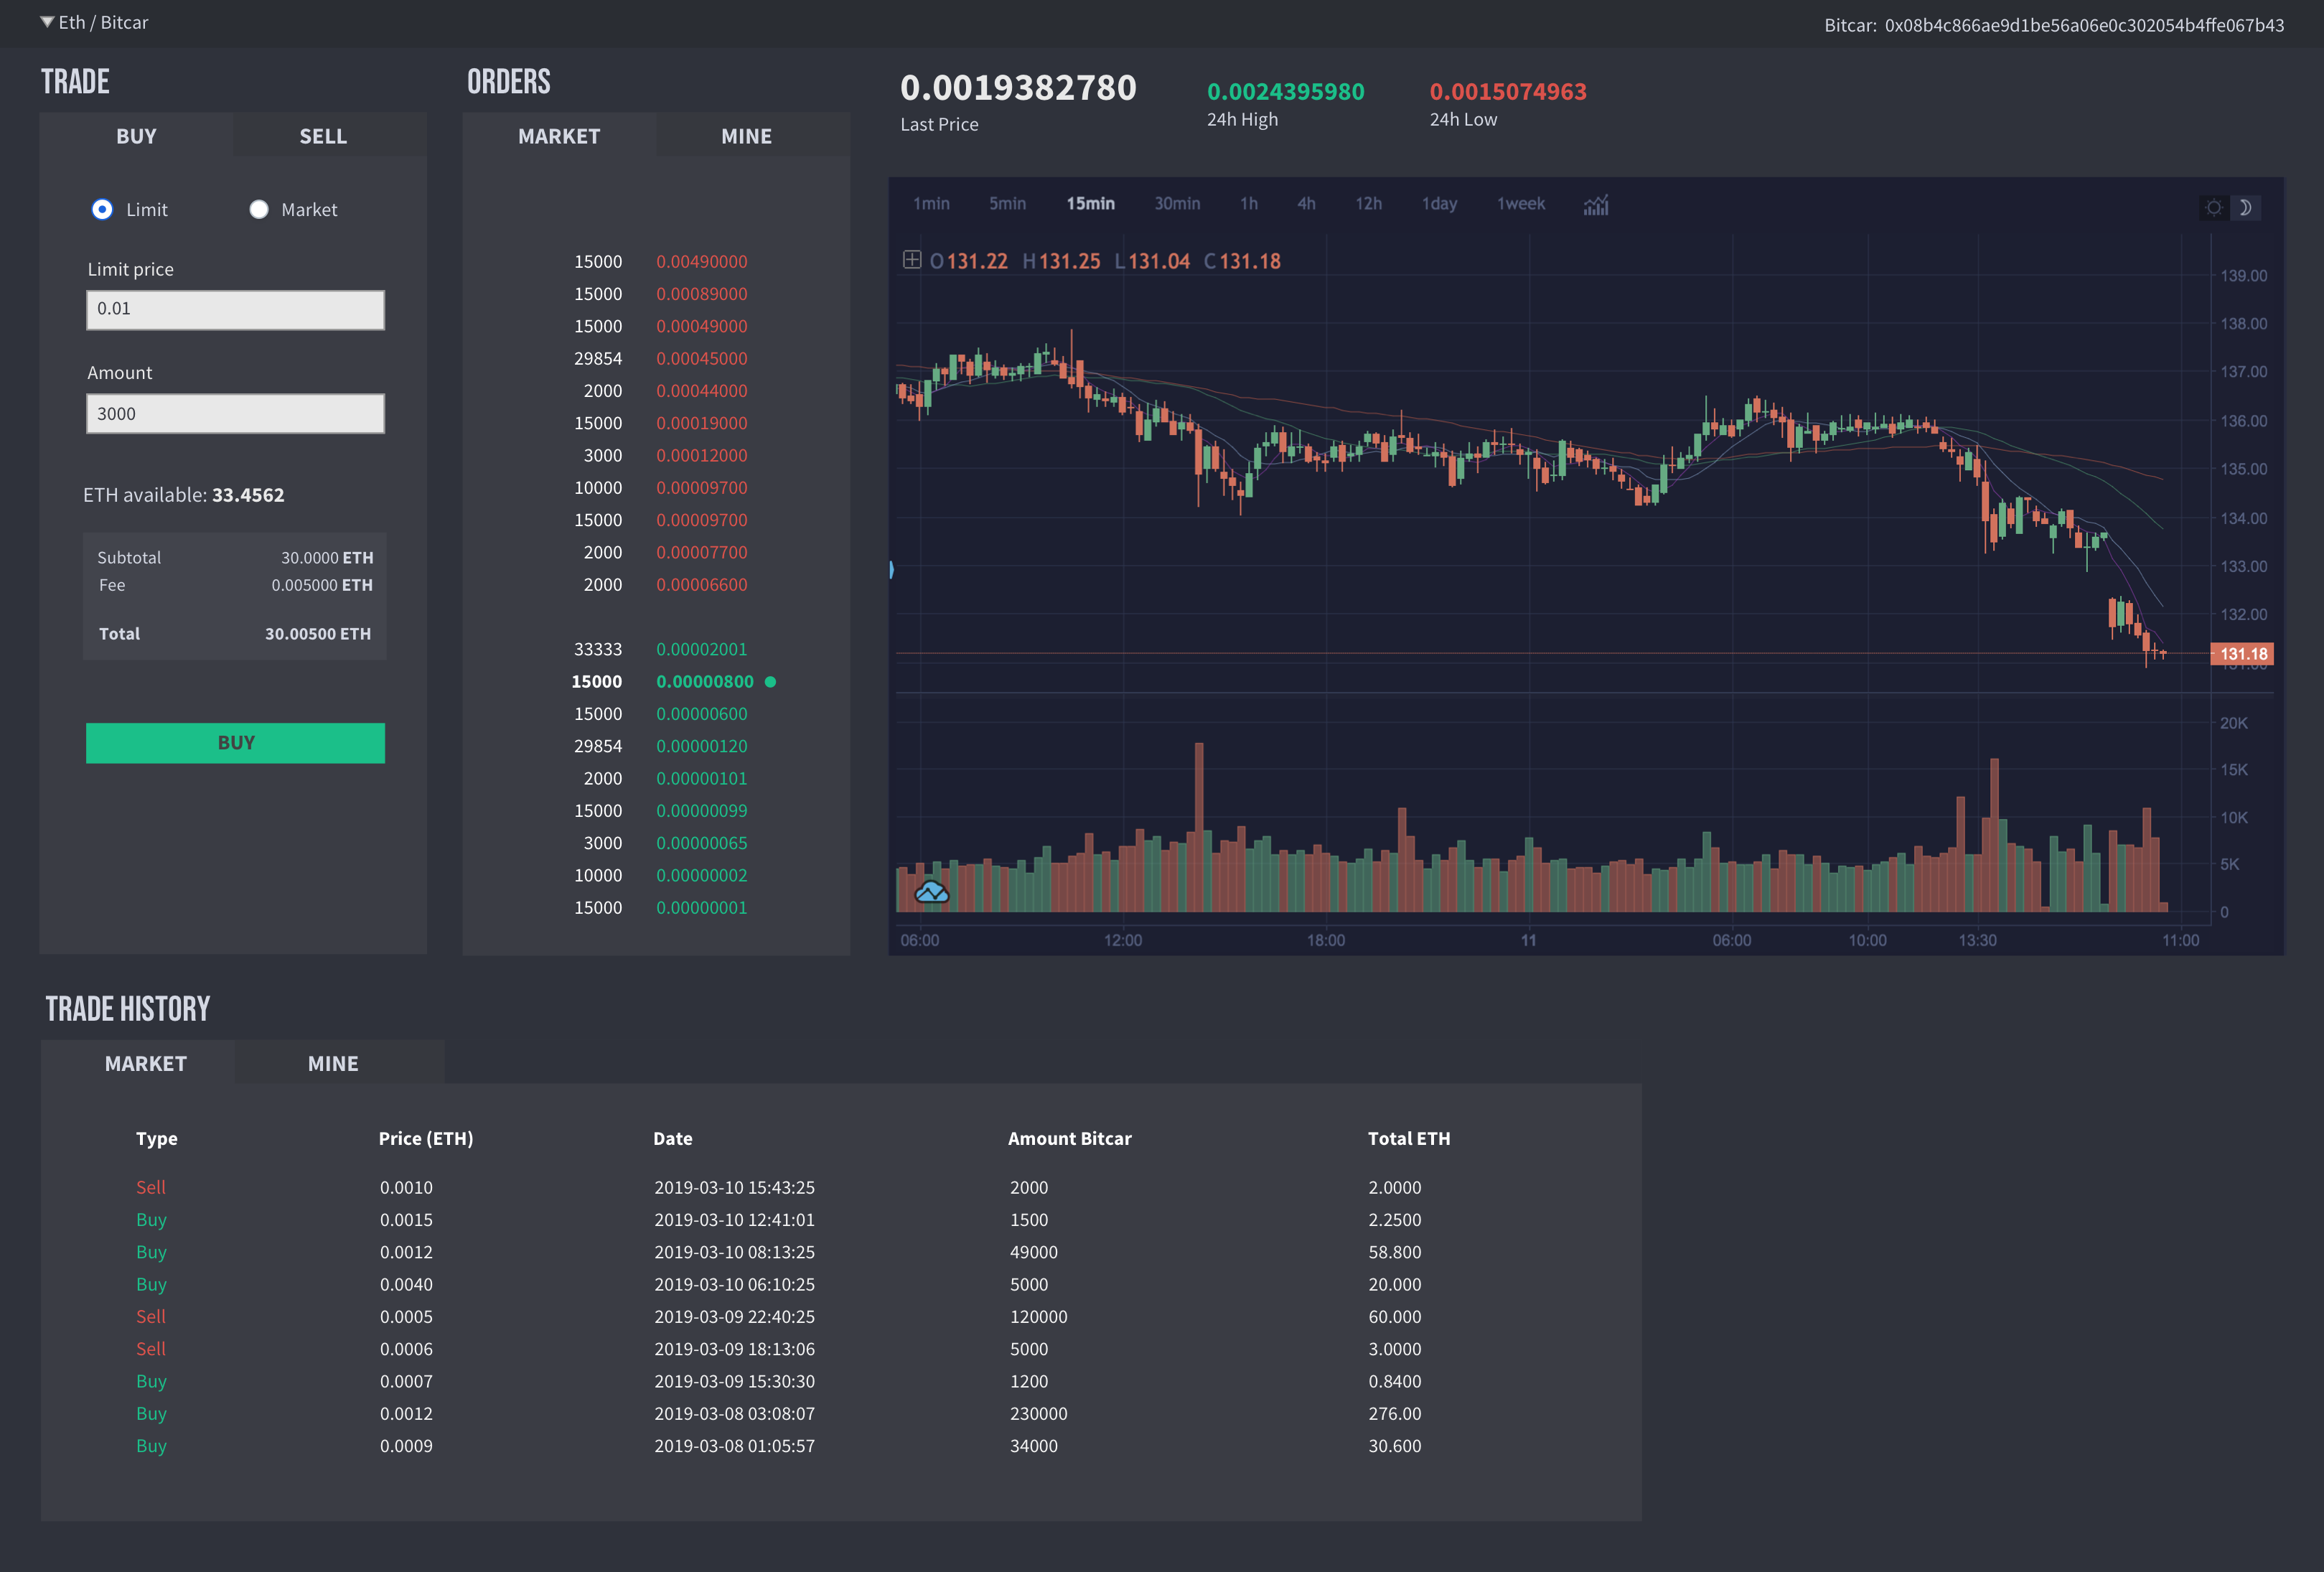 Eth / Bitcar
Bitcar: 0x08b4c866ae9d1be56a06e0c302054b4ffe067b43
TRADE
BUY SELL
Limit Market
Limit price
0.01
Amount
3000
ETH available: 33.4562
Subtotal 30.0000 ETH
Fee 0.005000 ETH
Total 30.00500 ETH
BUY
ORDERS
MARKET MINE
15000 0.00490000
15000 0.00089000
15000 0.00049000
29854 0.00045000
2000 0.00044000
15000 0.00019000
3000 0.00012000
10000 0.00009700
15000 0.00009700
2000 0.00007700
2000 0.00006600
33333 0.00002001
15000 0.00000800
15000 0.00000600
29854 0.00000120
2000 0.00000101
15000 0.00000099
3000 0.00000065
10000 0.00000002
15000 0.00000001
0.0019382780 0.0024395980 0.0015074963
Last Price 24h High 24h Low
1min 5min 15min 30min 1h 4h 12h 1day 1week
O 131.22 H 131.25 L 131.04 C 131.18
139.00
138.00
137.00
136.00
135.00
134.00
133.00
132.00
131.18
20K
15K
10K
5K
0
06:00 12:00 18:00 11 06:00 10:00 13:30 11:00
TRADE HISTORY
MARKET MINE
Type Price (ETH) Date Amount Bitcar Total ETH
Sell 0.0010 2019-03-10 15:43:25 2000 2.0000
Buy 0.0015 2019-03-10 12:41:01 1500 2.2500
Buy 0.0012 2019-03-10 08:13:25 49000 58.800
Buy 0.0040 2019-03-10 06:10:25 5000 20.000
Sell 0.0005 2019-03-09 22:40:25 120000 60.000
Sell 0.0006 2019-03-09 18:13:06 5000 3.0000
Buy 0.0007 2019-03-09 15:30:30 1200 0.8400
Buy 0.0012 2019-03-08 03:08:07 230000 276.00
Buy 0.0009 2019-03-08 01:05:57 34000 30.600